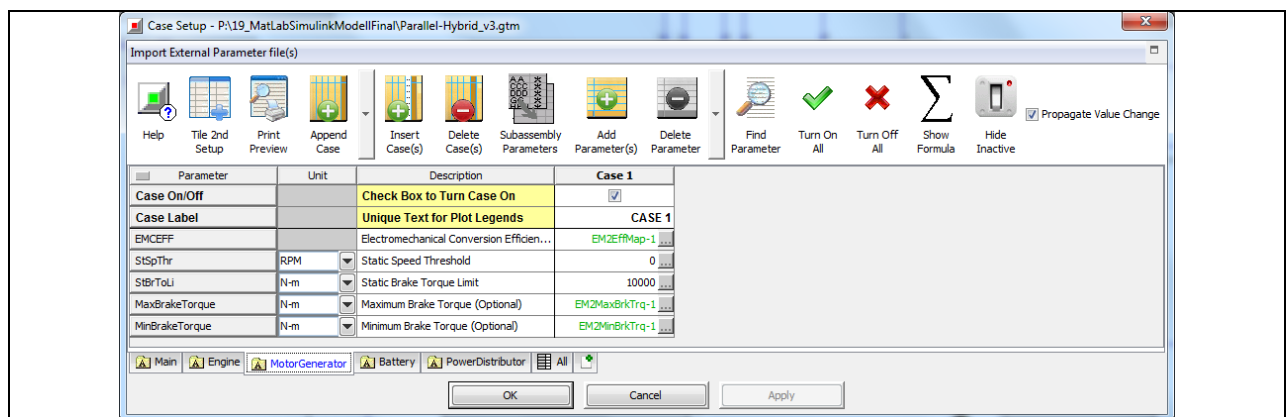 Case Setup - P:\19_MatLabSimulinkModellFinal\Parallel-Hybrid_v3.gtm
Import External Parameter file(s)
Help
Tile 2nd Setup
Print Preview
Append Case
Insert Case(s)
Delete Case(s)
Subassembly Parameters
Add Parameter(s)
Delete Parameter
Find Parameter
Turn On All
Turn Off All
Show Formula
Hide Inactive
Propagate Value Change
Parameter Unit Description Case 1
Case On/Off Check Box to Turn Case On
Case Label Unique Text for Plot Legends CASE 1
EMCEFF Electromechanical Conversion Efficien... EM2EffMap-1 ...
StSpThr RPM Static Speed Threshold 0 ...
StBrToLi N-m Static Brake Torque Limit 10000 ...
MaxBrakeTorque N-m Maximum Brake Torque (Optional) EM2MaxBrkTrq-1 ...
MinBrakeTorque N-m Minimum Brake Torque (Optional) EM2MinBrkTrq-1 ...
Main Engine MotorGenerator Battery PowerDistributor All
OK Cancel Apply